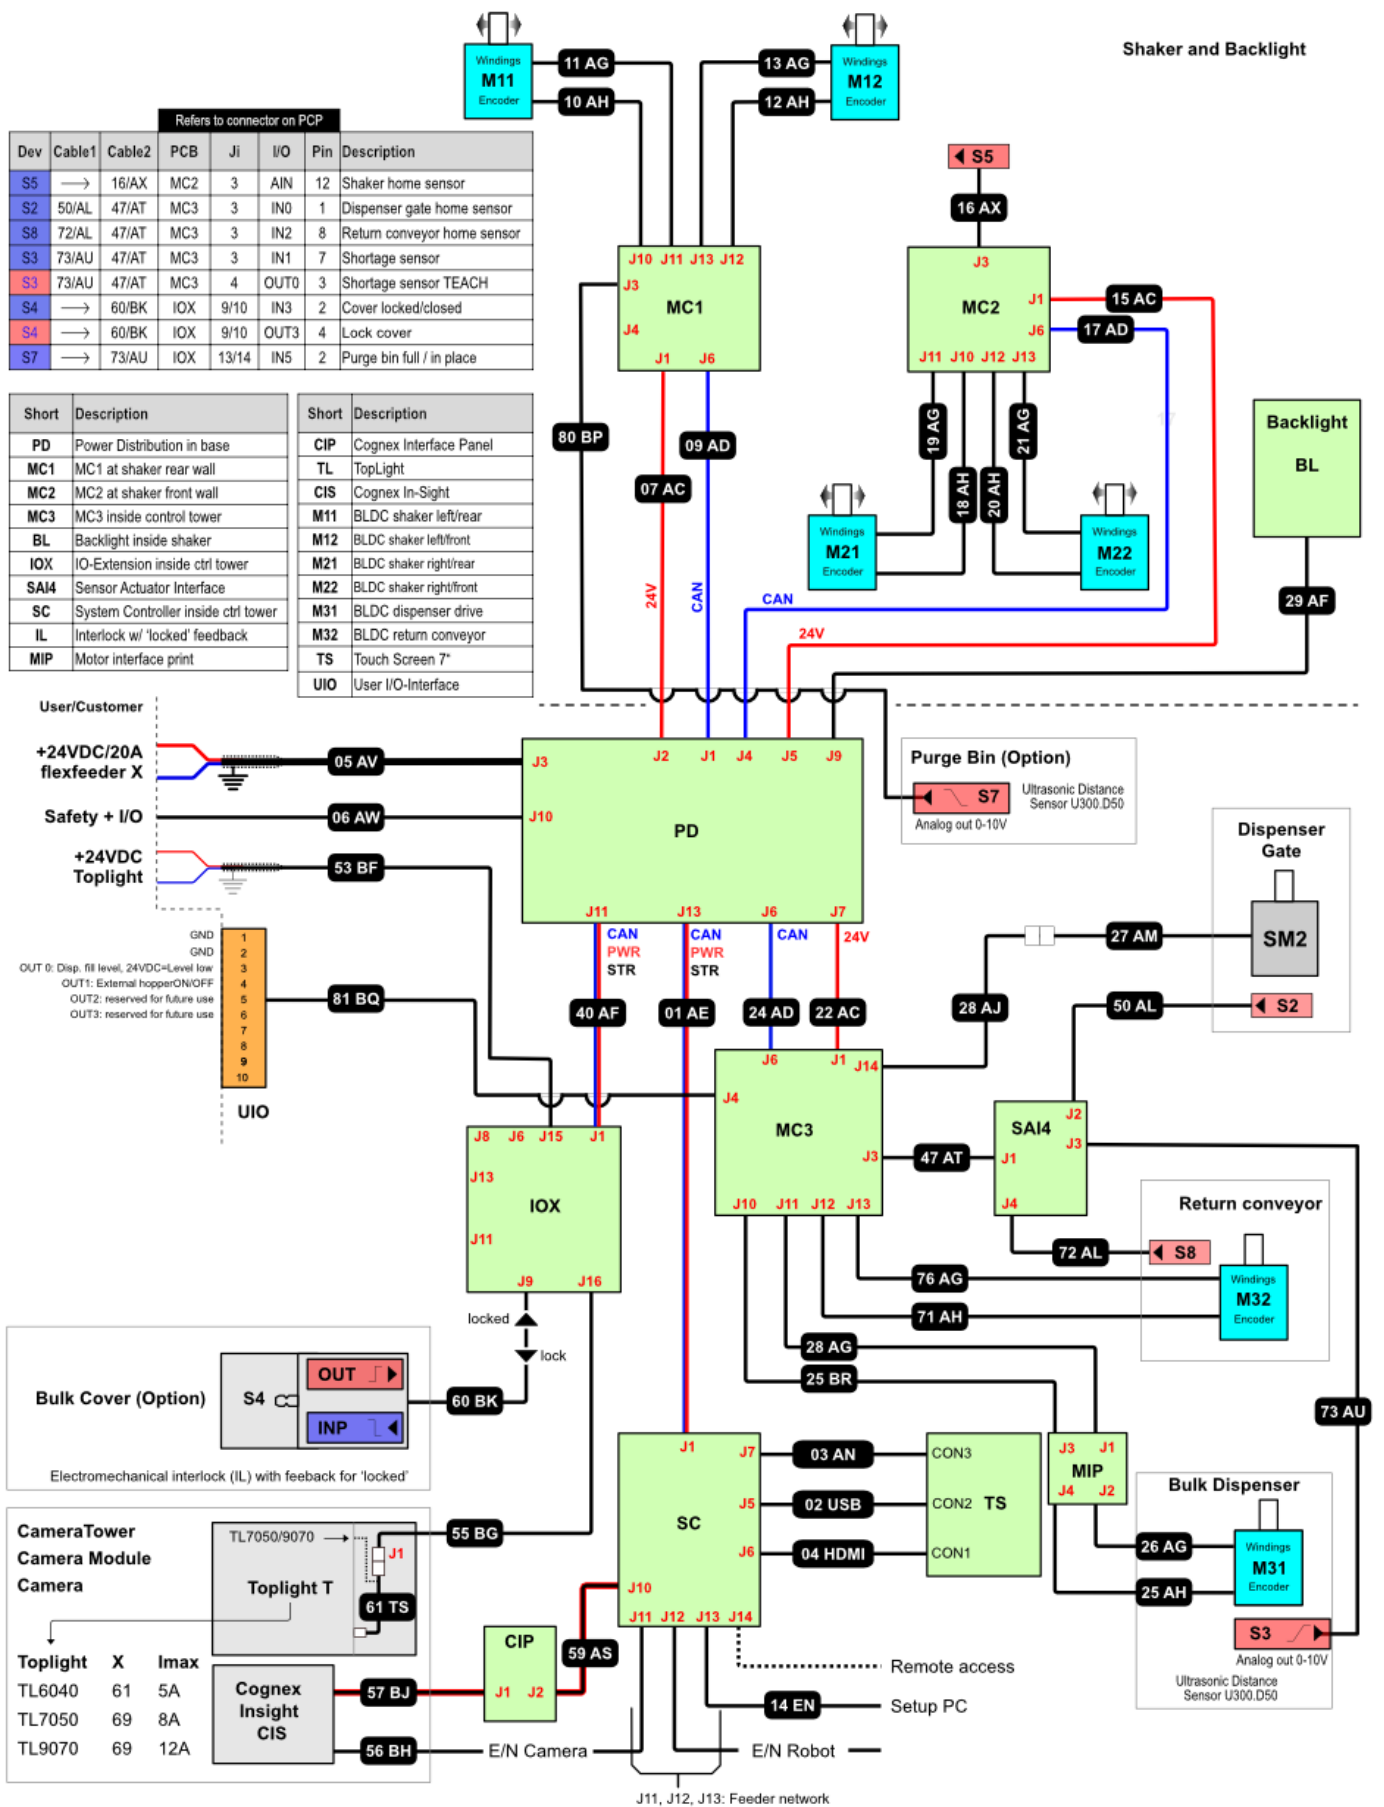 Shaker and Backlight
Windings
M11
Encoder
11 AG
10 AH
13 AG
12 AH
Windings
M12
Encoder
Refers to connector on PCP
Dev Cable1 Cable2 PCB Ji I/O Pin Description
S5 → 16/AX MC2 3 AIN 12 Shaker home sensor
S2 50/AL 47/AT MC3 3 IN0 1 Dispenser gate home sensor
S8 72/AL 47/AT MC3 3 IN2 8 Return conveyor home sensor
S3 73/AU 47/AT MC3 3 IN1 7 Shortage sensor
S3 73/AU 47/AT MC3 4 OUT0 3 Shortage sensor TEACH
S4 → 60/BK IOX 9/10 IN3 2 Cover locked/closed
S4 → 60/BK IOX 9/10 OUT3 4 Lock cover
S7 → 73/AU IOX 13/14 IN5 2 Purge bin full / in place
Short Description
PD Power Distribution in base
MC1 MC1 at shaker rear wall
MC2 MC2 at shaker front wall
MC3 MC3 inside control tower
BL Backlight inside shaker
IOX IO-Extension inside ctrl tower
SAI4 Sensor Actuator Interface
SC System Controller inside ctrl tower
IL Interlock w/ 'locked' feedback
MIP Motor interface print
Short Description
CIP Cognex Interface Panel
TL TopLight
CIS Cognex In-Sight
M11 BLDC shaker left/rear
M12 BLDC shaker left/front
M21 BLDC shaker right/rear
M22 BLDC shaker right/front
M31 BLDC dispenser drive
M32 BLDC return conveyor
TS Touch Screen 7"
UIO User I/O-Interface
J10 J11 J13 J12
J3
MC1
J4
J1 J6
80 BP
09 AD
07 AC
24V
CAN
S5
16 AX
J3
J1
MC2
J6
J11 J10 J12 J13
15 AC
17 AD
19 AG
18 AH
20 AH
21 AG
Windings
M21
Encoder
Windings
M22
Encoder
CAN
24V
Backlight
BL
29 AF
User/Customer
+24VDC/20A
flexfeeder X
05 AV
Safety + I/O
06 AW
+24VDC
Toplight
53 BF
J2 J1 J4 J5 J9
J3
J10
PD
J11 J13 J6 J7
CAN
PWR
STR
CAN
PWR
STR
CAN
24V
Purge Bin (Option)
S7
Ultrasonic Distance
Sensor U300.D50
Analog out 0-10V
Dispenser
Gate
SM2
27 AM
28 AJ
50 AL
S2
GND 1
GND 2
OUT 0: Disp. fill level, 24VDC=Level low 3
OUT1: External hopperON/OFF 4
OUT2: reserved for future use 5
OUT3: reserved for future use 6
7
8
9
10
UIO
81 BQ
40 AF
01 AE
24 AD
22 AC
J6 J1
J14
J4
MC3
J3
J10 J11 J12 J13
47 AT
J2
SAI4
J3
J1
J4
J8 J6 J15 J1
J13
IOX
J11
J9 J16
Return conveyor
72 AL
S8
76 AG
71 AH
Windings
M32
Encoder
28 AG
25 BR
73 AU
locked
lock
Bulk Cover (Option)
S4
OUT
INP
60 BK
Electromechanical interlock (IL) with feeback for 'locked'
J1
J7
J5
SC
J6
J10
J11 J12 J13 J14
03 AN
02 USB
04 HDMI
CON3
CON2 TS
CON1
J3 J1
MIP
J4 J2
Bulk Dispenser
26 AG
25 AH
Windings
M31
Encoder
S3
Analog out 0-10V
Ultrasonic Distance
Sensor U300.D50
CameraTower
Camera Module
Camera
TL7050/9070
J1
55 BG
Toplight T
61 TS
Toplight X Imax
TL6040 61 5A
TL7050 69 8A
TL9070 69 12A
Cognex
Insight
CIS
57 BJ
56 BH
CIP
J1 J2
59 AS
E/N Camera
E/N Robot
14 EN
Setup PC
Remote access
J11, J12, J13: Feeder network